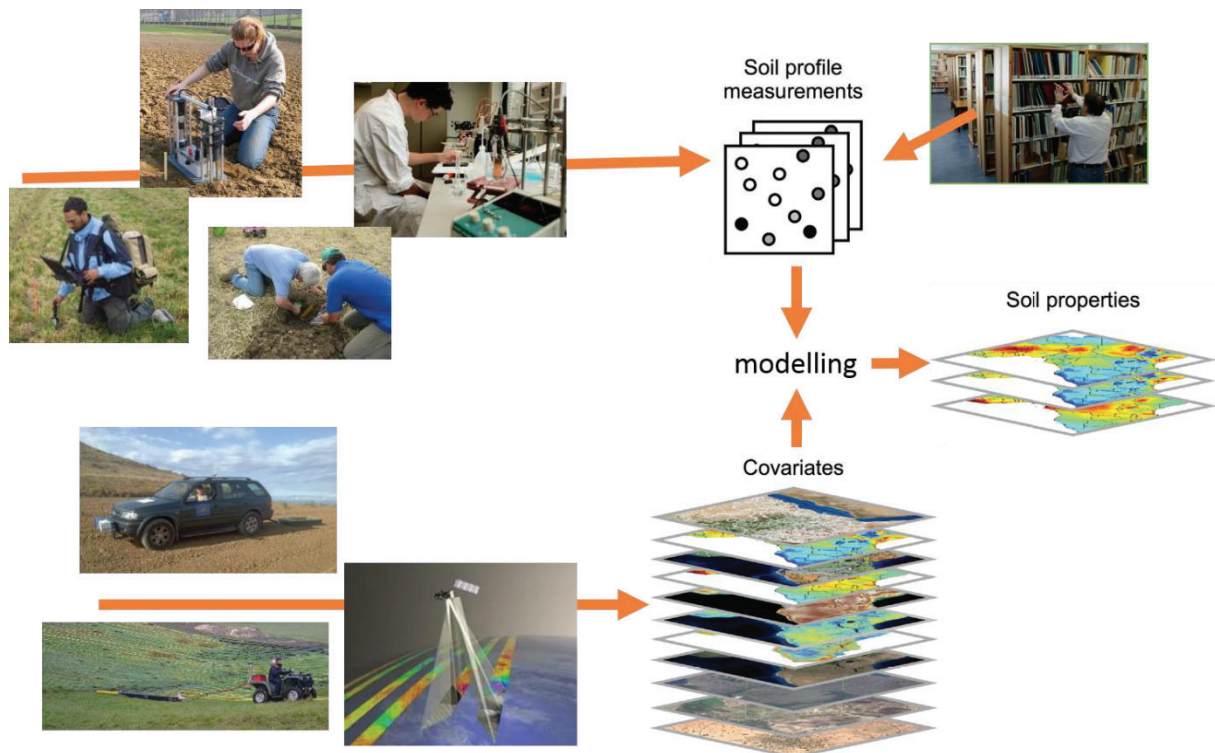 Soil profile
measurements
Soil properties
modelling
Covariates